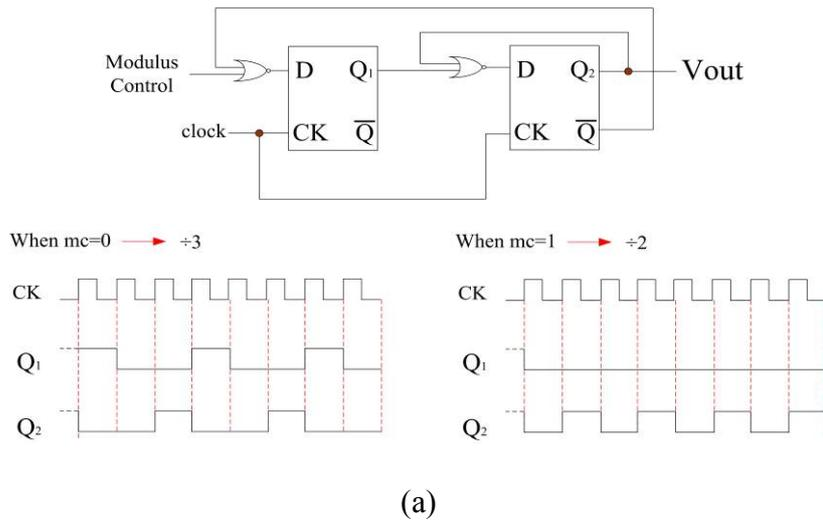 Modulus
Control
D Q₁
D Q₂
Vout
clock
CK Q̅
CK Q̅
When mc=0 ÷3
CK
Q₁
Q₂
When mc=1 ÷2
CK
Q₁
Q₂
(a)